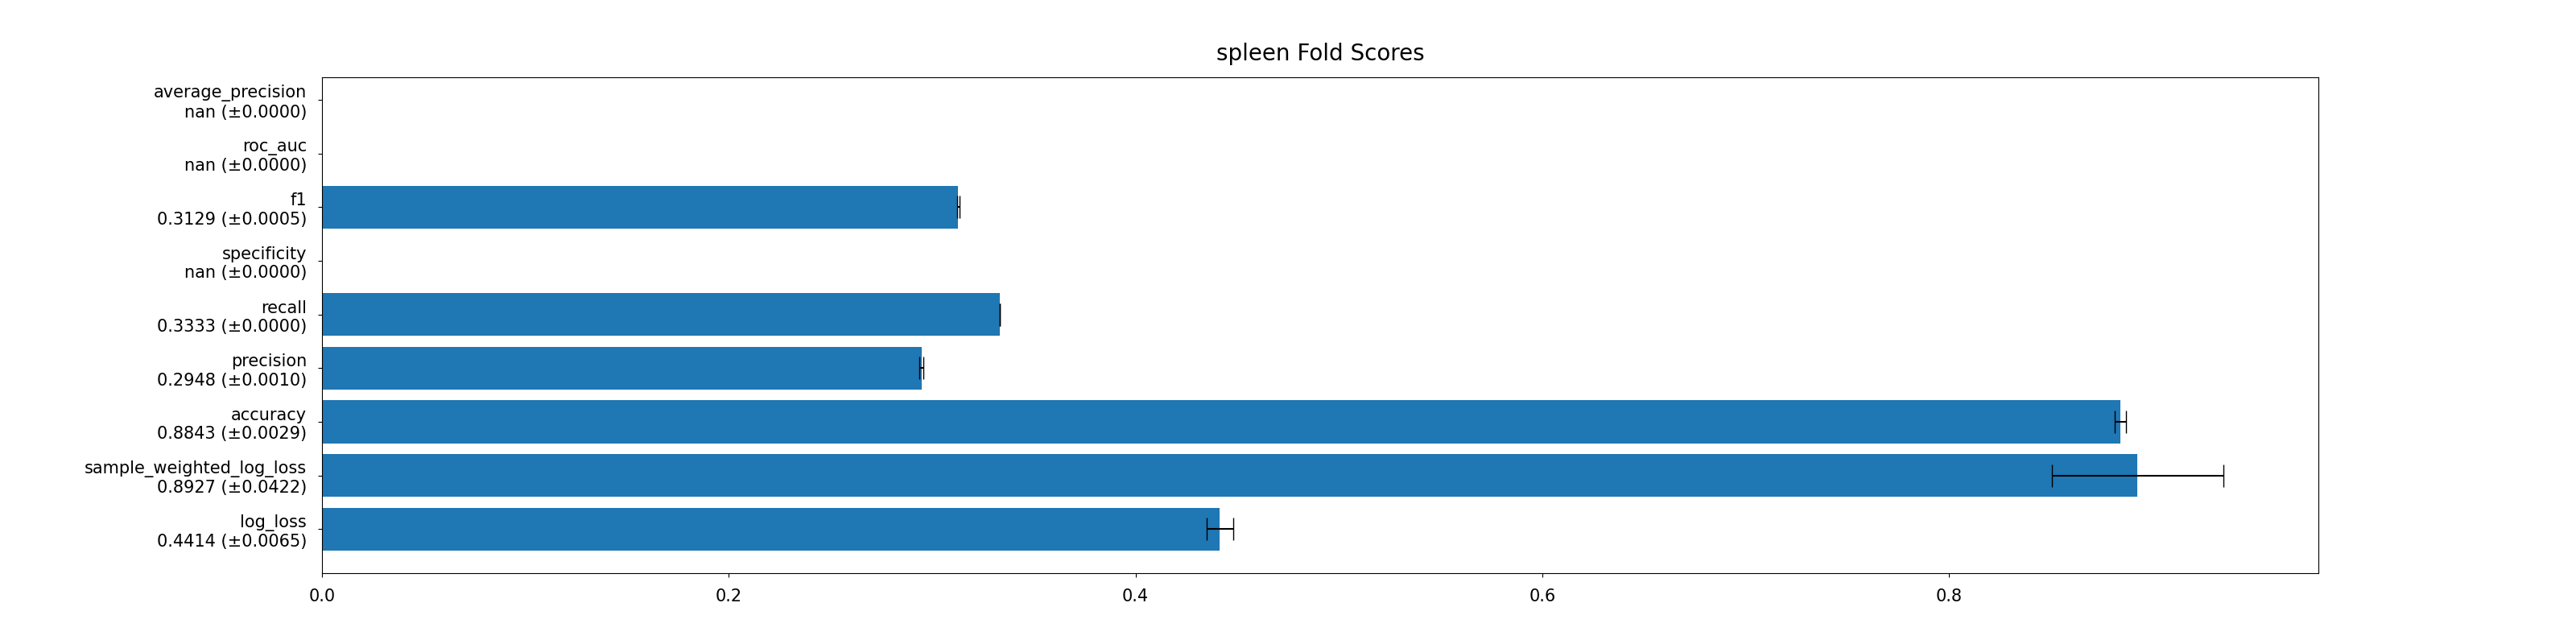 spleen Fold Scores
average_precision
nan (±0.0000)
roc_auc
nan (±0.0000)
f1
0.3129 (±0.0005)
specificity
nan (±0.0000)
recall
0.3333 (±0.0000)
precision
0.2948 (±0.0010)
accuracy
0.8843 (±0.0029)
sample_weighted_log_loss
0.8927 (±0.0422)
log_loss
0.4414 (±0.0065)
0.0 0.2 0.4 0.6 0.8